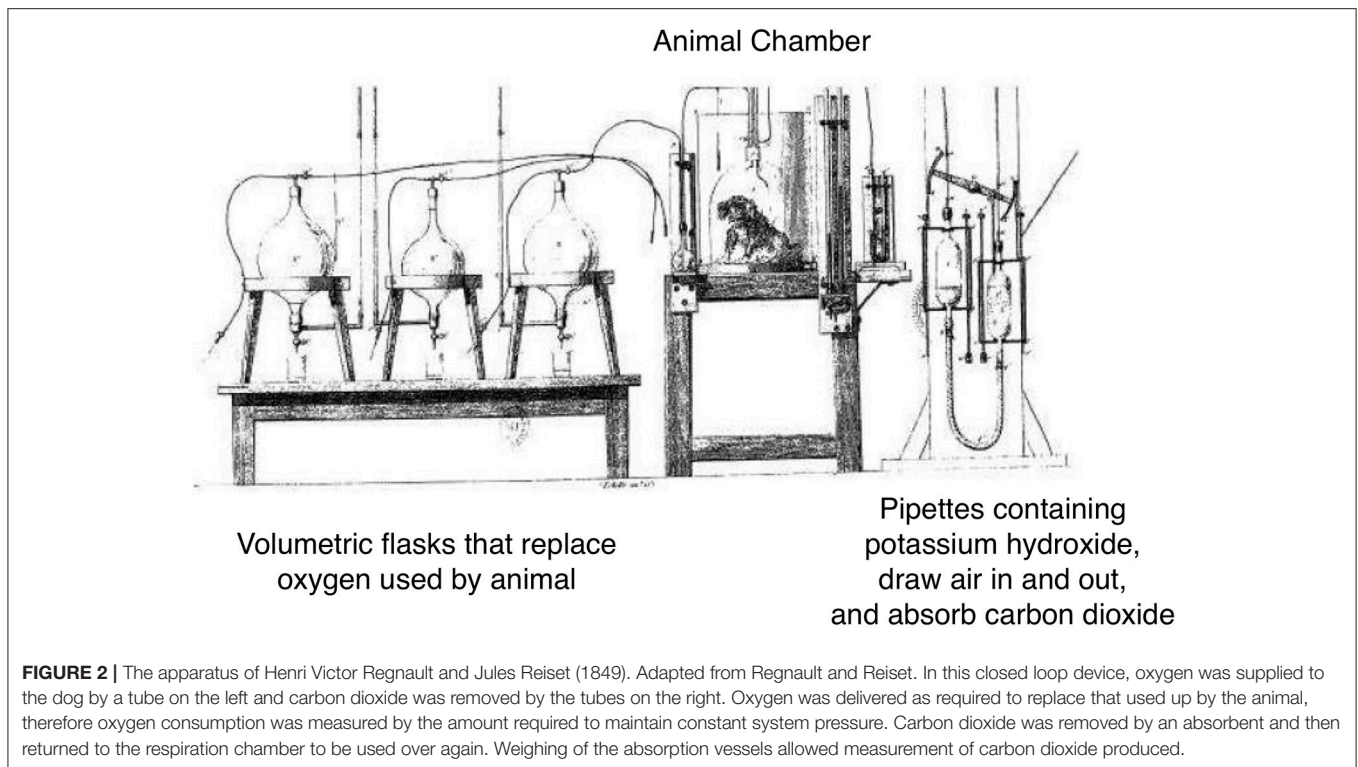 Animal Chamber
Volumetric flasks that replace
oxygen used by animal
Pipettes containing
potassium hydroxide,
draw air in and out,
and absorb carbon dioxide
FIGURE 2 | The apparatus of Henri Victor Regnault and Jules Reiset (1849). Adapted from Regnault and Reiset. In this closed loop device, oxygen was supplied to
the dog by a tube on the left and carbon dioxide was removed by the tubes on the right. Oxygen was delivered as required to replace that used up by the animal,
therefore oxygen consumption was measured by the amount required to maintain constant system pressure. Carbon dioxide was removed by an absorbent and then
returned to the respiration chamber to be used over again. Weighing of the absorption vessels allowed measurement of carbon dioxide produced.